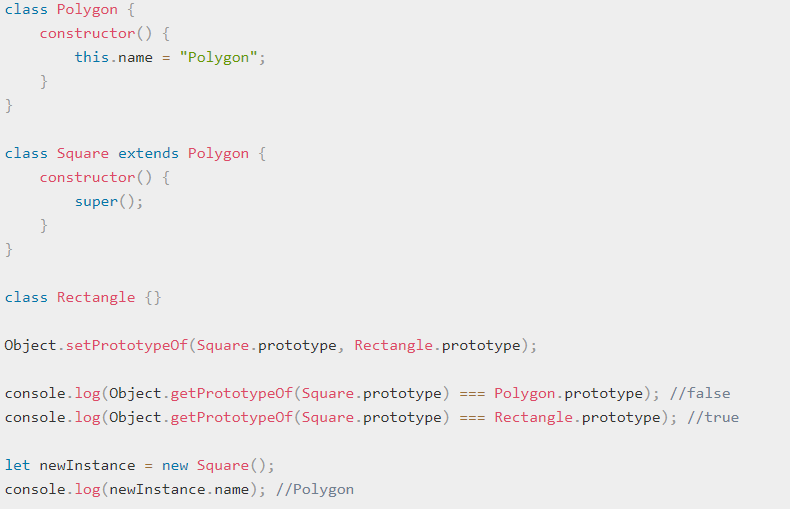 class Polygon {
    constructor() {
        this.name = "Polygon";
    }
}

class Square extends Polygon {
    constructor() {
        super();
    }
}

class Rectangle {}

Object.setPrototypeOf(Square.prototype, Rectangle.prototype);

console.log(Object.getPrototypeOf(Square.prototype) === Polygon.prototype); //false
console.log(Object.getPrototypeOf(Square.prototype) === Rectangle.prototype); //true

let newInstance = new Square();
console.log(newInstance.name); //Polygon